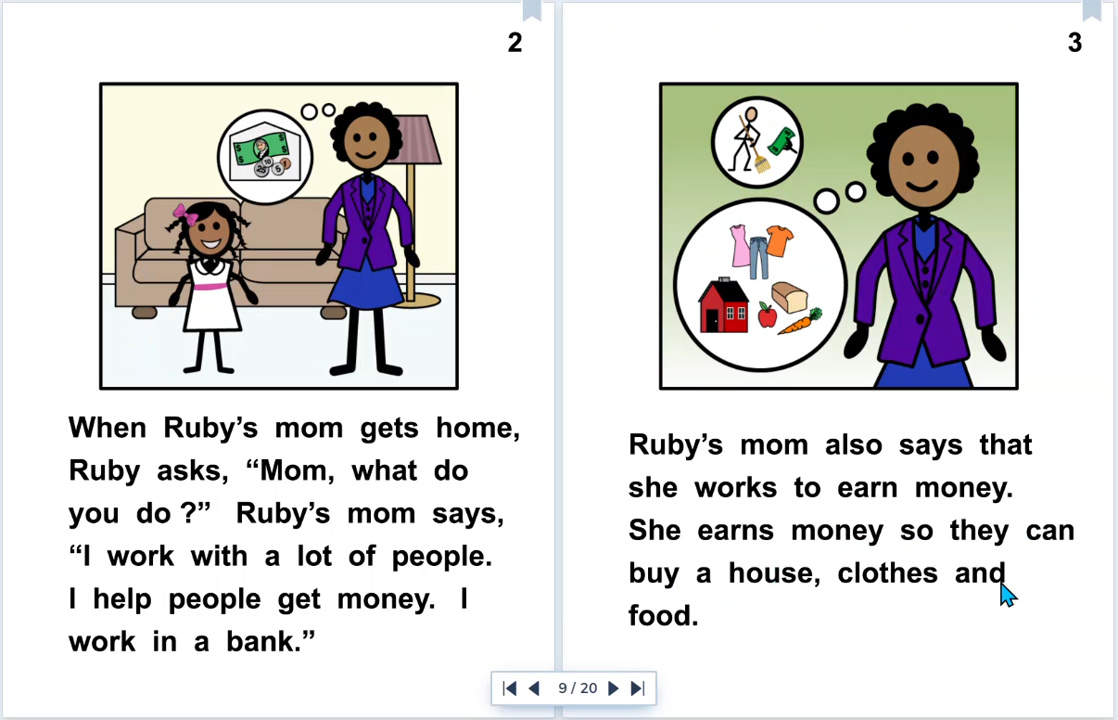 2
When Ruby's mom gets home,
Ruby asks, “Mom, what do
you do ?” Ruby's mom says,
“I work with a lot of people.
I help people get money. I
work in a bank.”
3
Ruby's mom also says that
she works to earn money.
She earns money so they can
buy a house, clothes and
food.
9 / 20